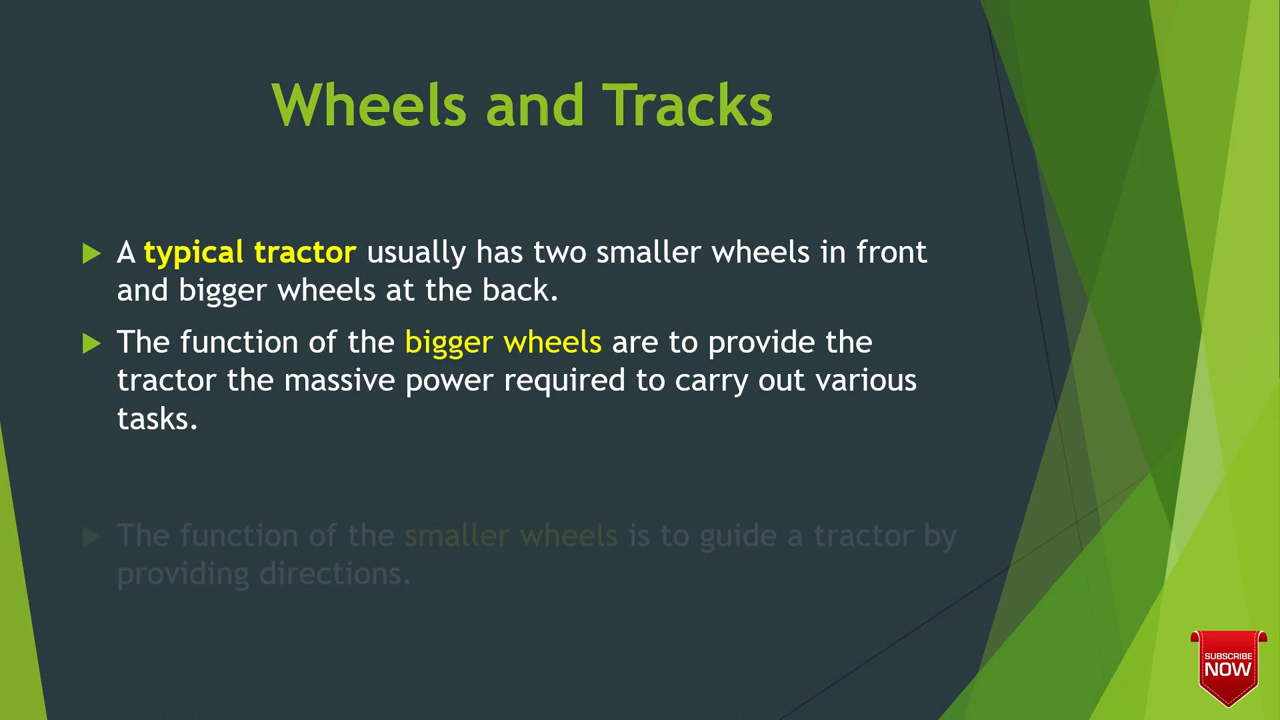 Wheels and Tracks
A typical tractor usually has two smaller wheels in front
and bigger wheels at the back.
The function of the bigger wheels are to provide the
tractor the massive power required to carry out various
tasks.
The function of the smaller wheels is to guide a tractor by
providing directions.
SUBSCRIBE
NOW